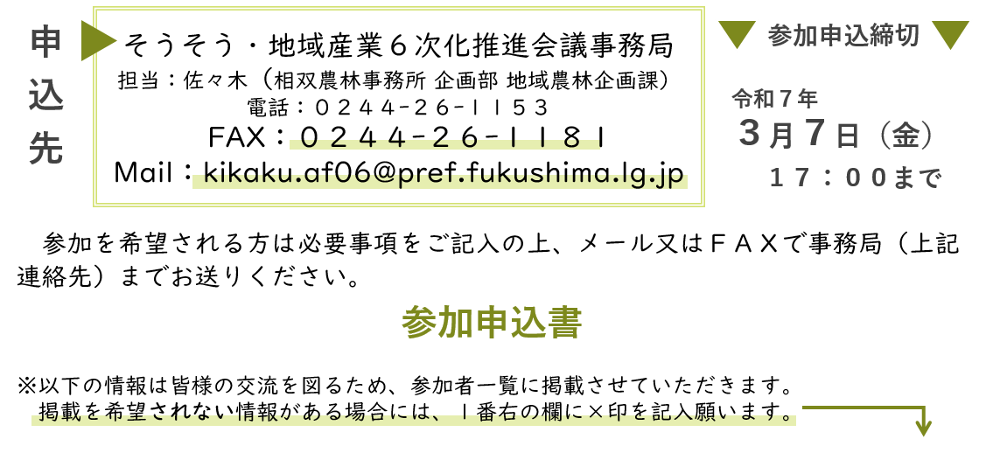 申込先
そうそう・地域産業６次化推進会議事務局
担当：佐々木（相双農林事務所 企画部 地域農林企画課）
電話：０２４４−２６−１１５３
FAX：０２４４−２６−１１８１
Mail：kikaku.af06@pref.fukushima.lg.jp
参加申込締切
令和７年
３月７日（金）
１７：００まで
参加を希望される方は必要事項をご記入の上、メール又はＦＡＸで事務局（上記
連絡先）までお送りください。
参加申込書
※以下の情報は皆様の交流を図るため、参加者一覧に掲載させていただきます。
掲載を希望されない情報がある場合には、１番右の欄に×印を記入願います。